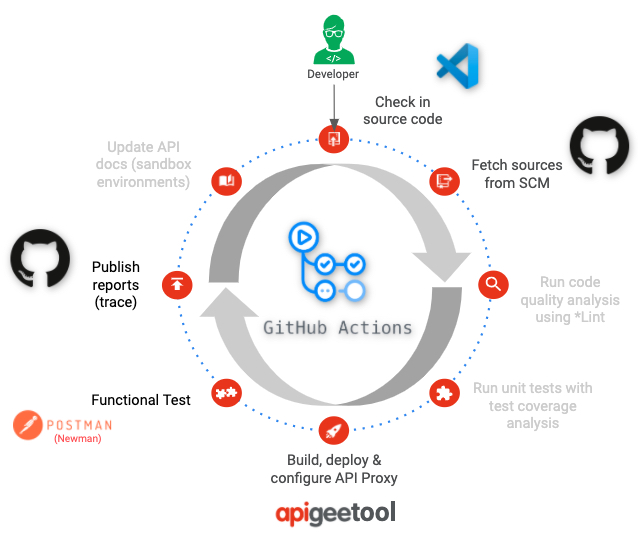 Developer
Check in
source code
Update API
docs (sandbox
environments)
Fetch sources
from SCM
Publish
reports
(trace)
Run code
quality analysis
using *Lint
GitHub Actions
Functional Test
Run unit tests with
test coverage
analysis
POSTMAN
(Newman)
Build, deploy &
configure API Proxy
apigeetool